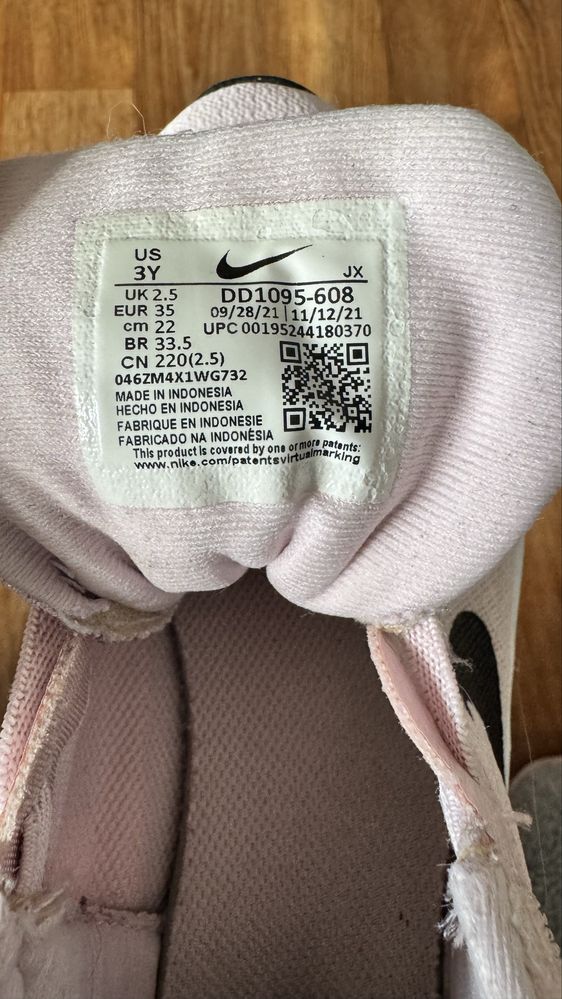 US
3Y
JX
UK 2.5
DD1095-608
EUR 35
09/28/21 | 11/12/21
cm 22
UPC 00195244180370
BR 33.5
CN 220(2.5)
046ZM4X1WG732
MADE IN INDONESIA
HECHO EN INDONESIA
FABRIQUE EN INDONESIE
FABRICADO NA INDONÉSIA
This product is covered by one or more patents:
www.nike.com/patentsvirtualmarking